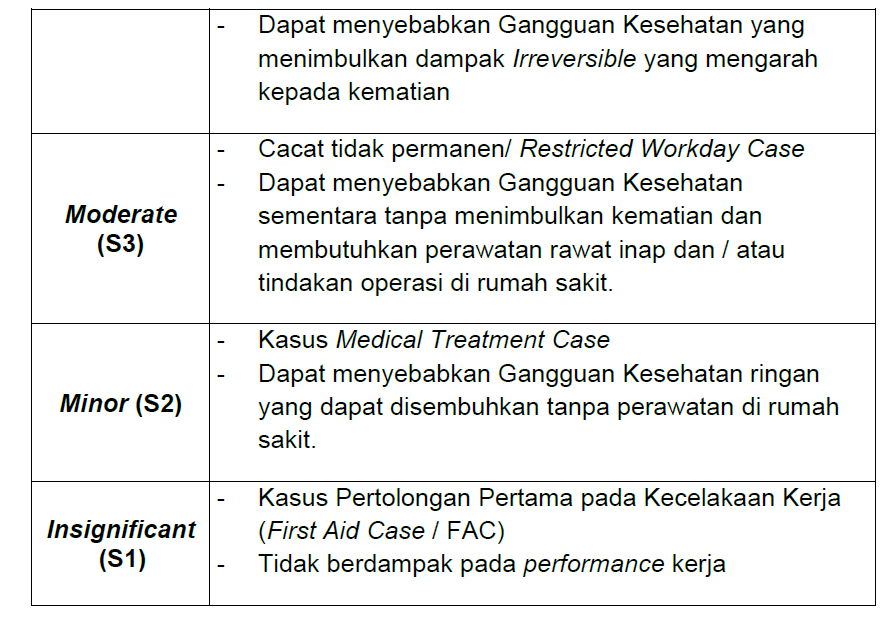 - Dapat menyebabkan Gangguan Kesehatan yang
menimbulkan dampak Irreversible yang mengarah
kepada kematian
Moderate
(S3)
- Cacat tidak permanen/ Restricted Workday Case
- Dapat menyebabkan Gangguan Kesehatan
sementara tanpa menimbulkan kematian dan
membutuhkan perawatan rawat inap dan / atau
tindakan operasi di rumah sakit.
Minor (S2)
- Kasus Medical Treatment Case
- Dapat menyebabkan Gangguan Kesehatan ringan
yang dapat disembuhkan tanpa perawatan di rumah
sakit.
Insignificant
(S1)
- Kasus Pertolongan Pertama pada Kecelakaan Kerja
(First Aid Case / FAC)
- Tidak berdampak pada performance kerja